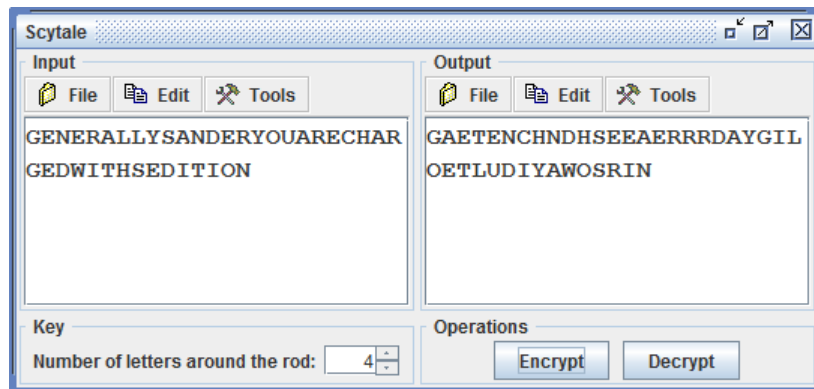 Scytale
Input
File Edit Tools
GENERALLYSANDERYOUARECHAR
GEDWITHSEDITION
Output
File Edit Tools
GAETENCHNDHSEEAERRRDAYGIL
OETLUDIYAWOSRIN
Key
Number of letters around the rod: 4
Operations
Encrypt Decrypt